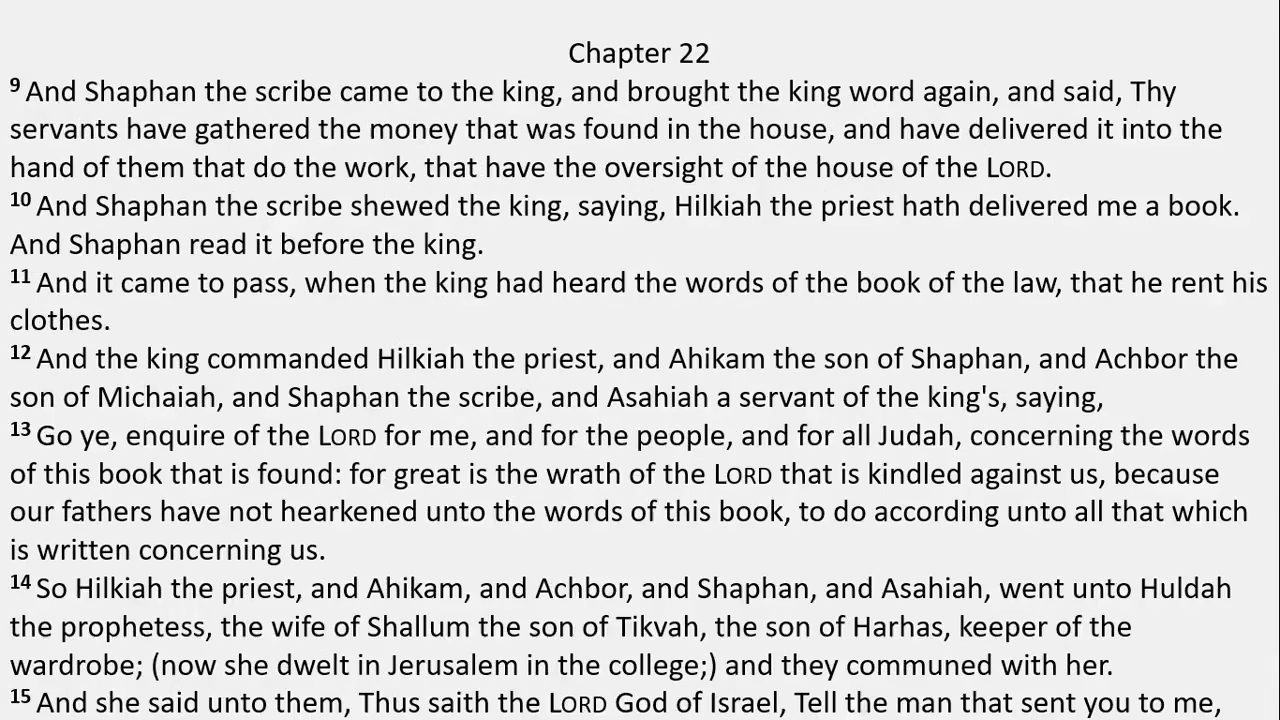 Chapter 22
9 And Shaphan the scribe came to the king, and brought the king word again, and said, Thy
servants have gathered the money that was found in the house, and have delivered it into the
hand of them that do the work, that have the oversight of the house of the LORD.
10 And Shaphan the scribe shewed the king, saying, Hilkiah the priest hath delivered me a book.
And Shaphan read it before the king.
11 And it came to pass, when the king had heard the words of the book of the law, that he rent his
clothes.
12 And the king commanded Hilkiah the priest, and Ahikam the son of Shaphan, and Achbor the
son of Michaiah, and Shaphan the scribe, and Asahiah a servant of the king's, saying,
13 Go ye, enquire of the LORD for me, and for the people, and for all Judah, concerning the words
of this book that is found: for great is the wrath of the LORD that is kindled against us, because
our fathers have not hearkened unto the words of this book, to do according unto all that which
is written concerning us.
14 So Hilkiah the priest, and Ahikam, and Achbor, and Shaphan, and Asahiah, went unto Huldah
the prophetess, the wife of Shallum the son of Tikvah, the son of Harhas, keeper of the
wardrobe; (now she dwelt in Jerusalem in the college;) and they communed with her.
15 And she said unto them, Thus saith the LORD God of Israel, Tell the man that sent you to me,